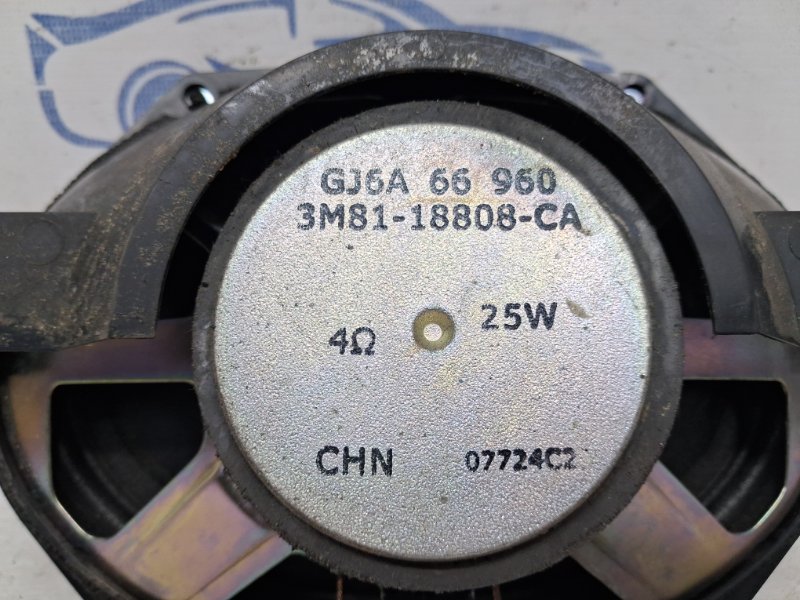 GJ6A 66 960
3M81-18808-CA
4Ω 25W
CHN 07724C2